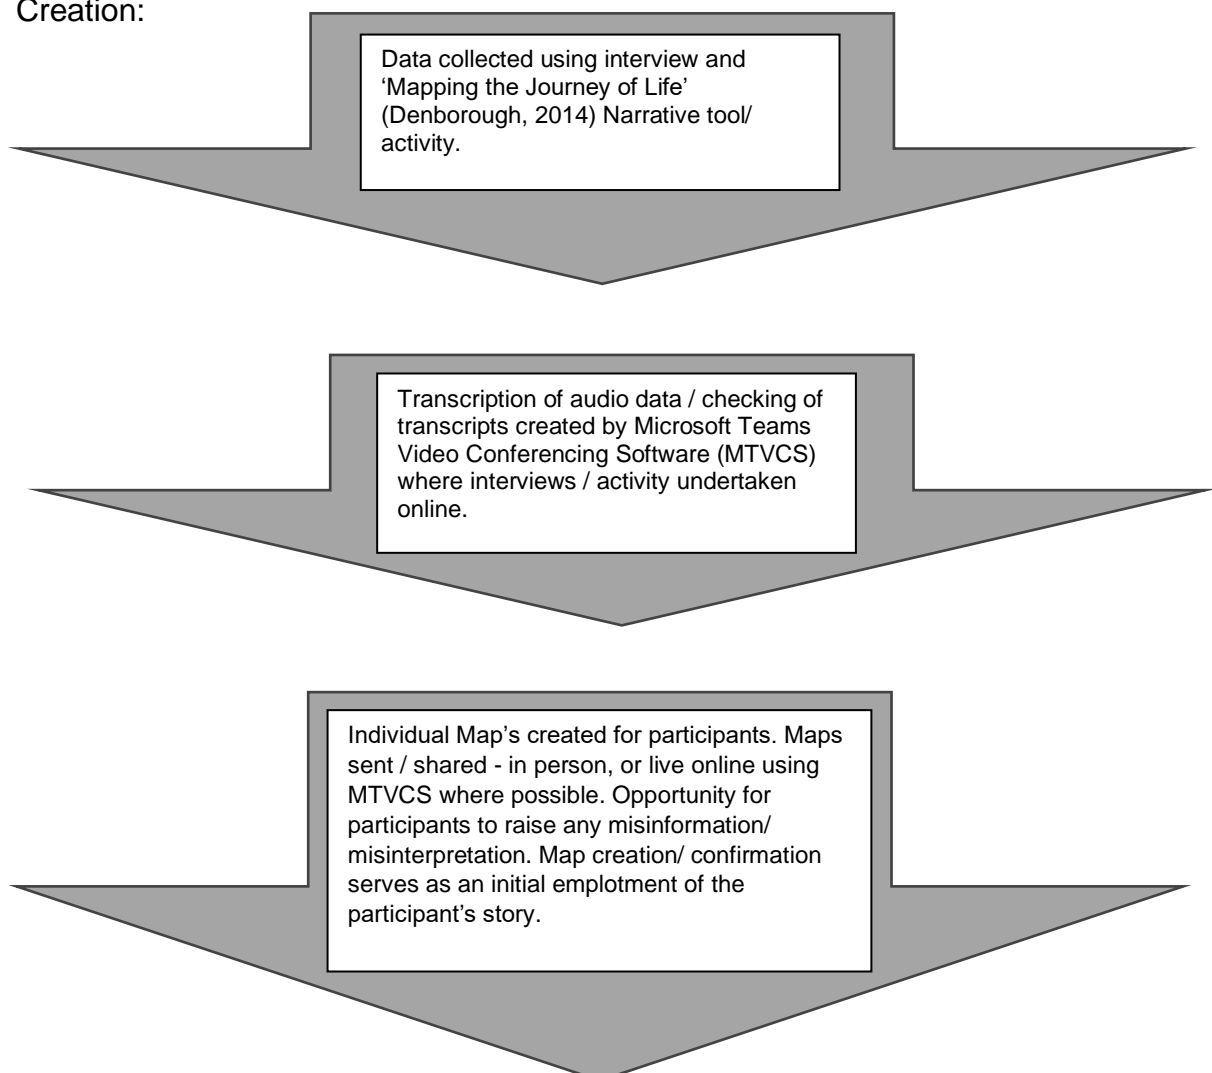 Creation:
Data collected using interview and
‘Mapping the Journey of Life’
(Denborough, 2014) Narrative tool/
activity.
Transcription of audio data / checking of
transcripts created by Microsoft Teams
Video Conferencing Software (MTVCS)
where interviews / activity undertaken
online.
Individual Map’s created for participants. Maps
sent / shared - in person, or live online using
MTVCS where possible. Opportunity for
participants to raise any misinformation/
misinterpretation. Map creation/ confirmation
serves as an initial emplotment of the
participant’s story.